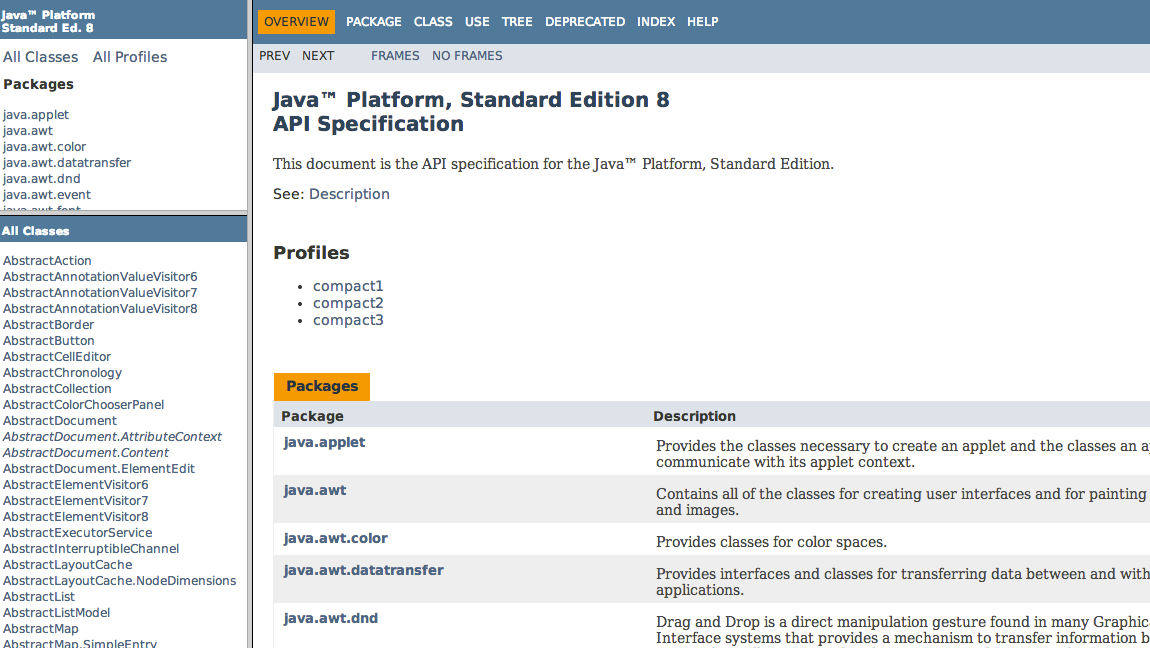 Java™ Platform
Standard Ed. 8
All Classes All Profiles
Packages
java.applet
java.awt
java.awt.color
java.awt.datatransfer
java.awt.dnd
java.awt.event
java.awt.font
All Classes
AbstractAction
AbstractAnnotationValueVisitor6
AbstractAnnotationValueVisitor7
AbstractAnnotationValueVisitor8
AbstractBorder
AbstractButton
AbstractCellEditor
AbstractChronology
AbstractCollection
AbstractColorChooserPanel
AbstractDocument
AbstractDocument.AttributeContext
AbstractDocument.Content
AbstractDocument.ElementEdit
AbstractElementVisitor6
AbstractElementVisitor7
AbstractElementVisitor8
AbstractExecutorService
AbstractInterruptibleChannel
AbstractLayoutCache
AbstractLayoutCache.NodeDimensions
AbstractList
AbstractListModel
AbstractMap
AbstractMap.SimpleEntry
OVERVIEW PACKAGE CLASS USE TREE DEPRECATED INDEX HELP
PREV NEXT FRAMES NO FRAMES
Java™ Platform, Standard Edition 8
API Specification
This document is the API specification for the Java™ Platform, Standard Edition.
See: Description
Profiles
• compact1
• compact2
• compact3
Packages
Package Description
java.applet Provides the classes necessary to create an applet and the classes an
communicate with its applet context.
java.awt Contains all of the classes for creating user interfaces and for painting
and images.
java.awt.color Provides classes for color spaces.
java.awt.datatransfer Provides interfaces and classes for transferring data between and with
applications.
java.awt.dnd Drag and Drop is a direct manipulation gesture found in many Graphic
Interface systems that provides a mechanism to transfer information b